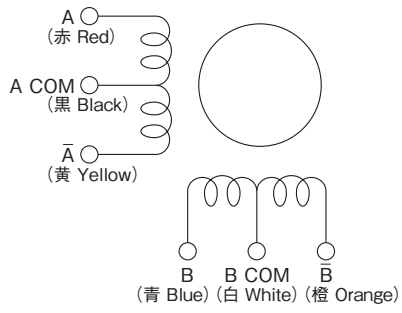 A
(赤 Red)
A COM
(黒 Black)
Ā
(黄 Yellow)
B B COM B̄
(青 Blue) (白 White) (橙 Orange)